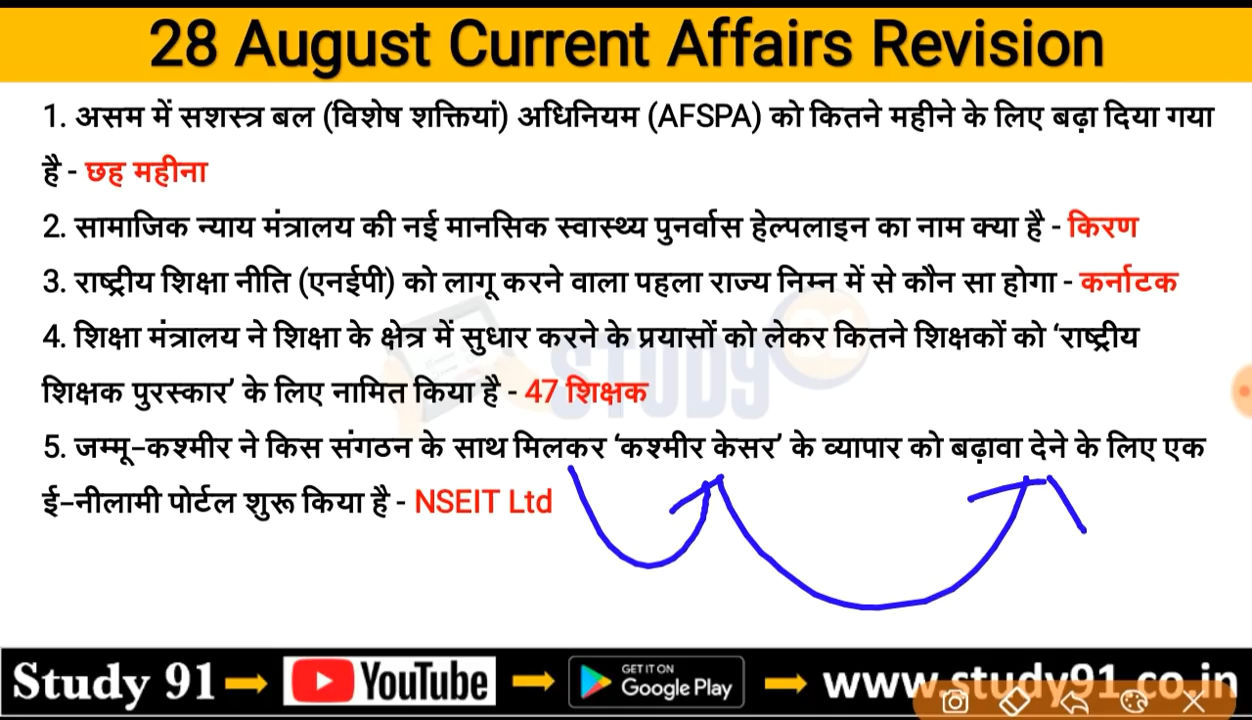 28 August Current Affairs Revision
1. असम में सशस्त्र बल (विशेष शक्तियां) अधिनियम (AFSPA) को कितने महीने के लिए बढ़ा दिया गया
है - छह महीना
2. सामाजिक न्याय मंत्रालय की नई मानसिक स्वास्थ्य पुनर्वास हेल्पलाइन का नाम क्या है - किरण
3. राष्ट्रीय शिक्षा नीति (एनईपी) को लागू करने वाला पहला राज्य निम्न में से कौन सा होगा - कर्नाटक
4. शिक्षा मंत्रालय ने शिक्षा के क्षेत्र में सुधार करने के प्रयासों को लेकर कितने शिक्षकों को ‘राष्ट्रीय
शिक्षक पुरस्कार’ के लिए नामित किया है - 47 शिक्षक
5. जम्मू-कश्मीर ने किस संगठन के साथ मिलकर ‘कश्मीर केसर’ के व्यापार को बढ़ावा देने के लिए एक
ई-नीलामी पोर्टल शुरू किया है - NSEIT Ltd
STUDY 91
Study 91 YouTube GET IT ON Google Play www.study91.co.in